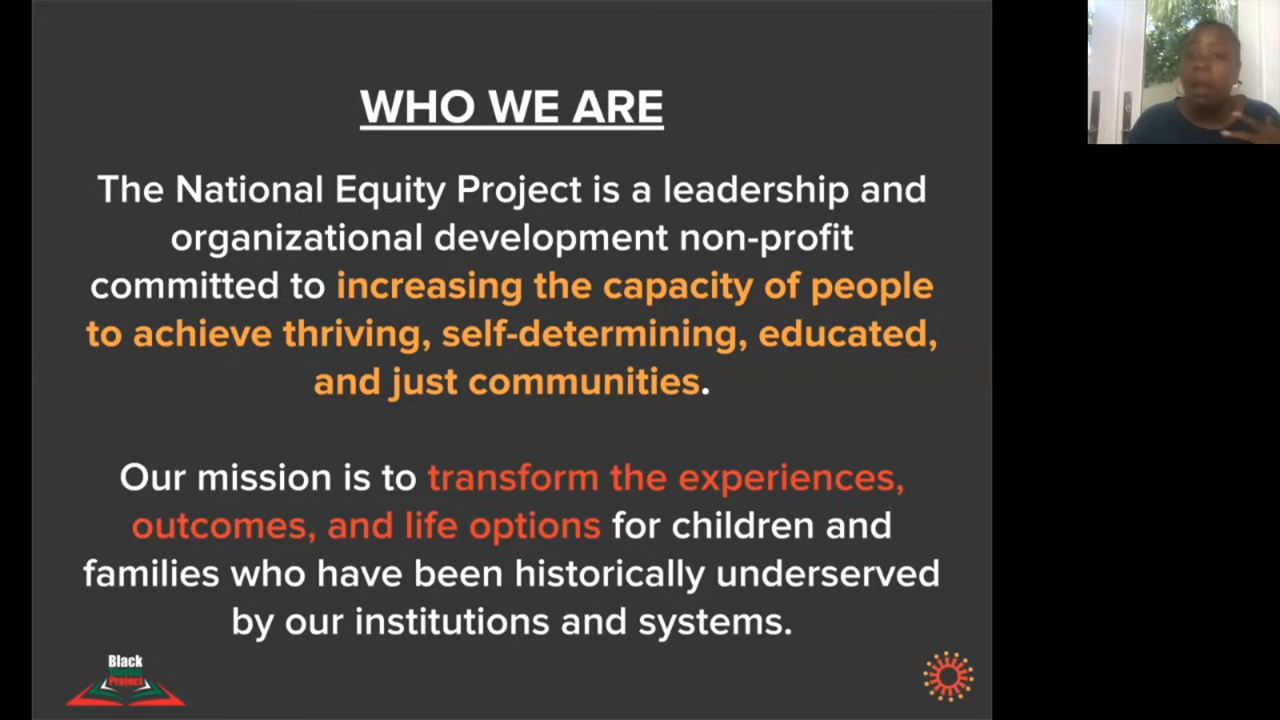 WHO WE ARE
The National Equity Project is a leadership and
organizational development non-profit
committed to increasing the capacity of people
to achieve thriving, self-determining, educated,
and just communities.
Our mission is to transform the experiences,
outcomes, and life options for children and
families who have been historically underserved
by our institutions and systems.
Black
Teaching
Project